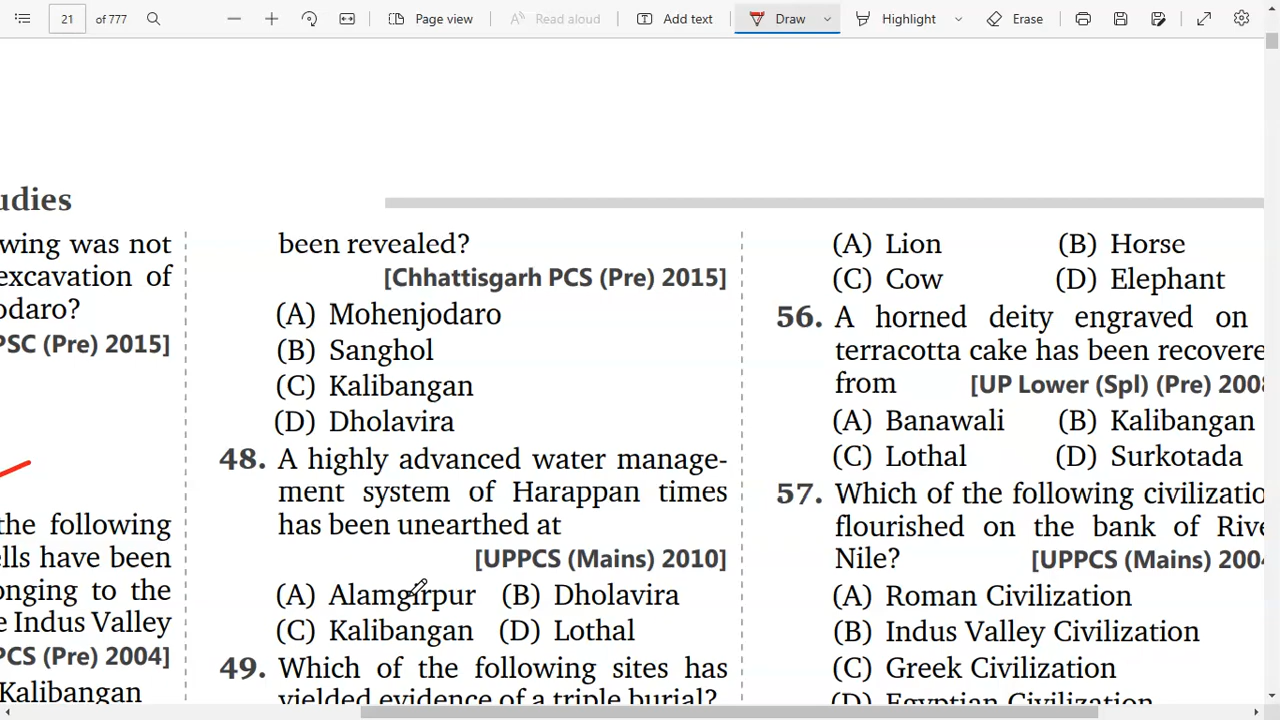 21 of 777 Page view Read aloud Add text Draw Highlight Erase
udies
wing was not
excavation of
odaro?
PSC (Pre) 2015]
the following
ells have been
onging to the
e Indus Valley
PCS (Pre) 2004]
Kalibangan
been revealed?
[Chhattisgarh PCS (Pre) 2015]
(A) Mohenjodaro
(B) Sanghol
(C) Kalibangan
(D) Dholavira
48. A highly advanced water manage-
ment system of Harappan times
has been unearthed at
[UPPCS (Mains) 2010]
(A) Alamgirpur (B) Dholavira
(C) Kalibangan (D) Lothal
49. Which of the following sites has
yielded evidence of a triple burial?
(A) Lion (B) Horse
(C) Cow (D) Elephant
56. A horned deity engraved on
terracotta cake has been recovere
from [UP Lower (Spl) (Pre) 2008
(A) Banawali (B) Kalibangan
(C) Lothal (D) Surkotada
57. Which of the following civilizatio
flourished on the bank of Rive
Nile? [UPPCS (Mains) 2004
(A) Roman Civilization
(B) Indus Valley Civilization
(C) Greek Civilization
(D) Egyptian Civilization